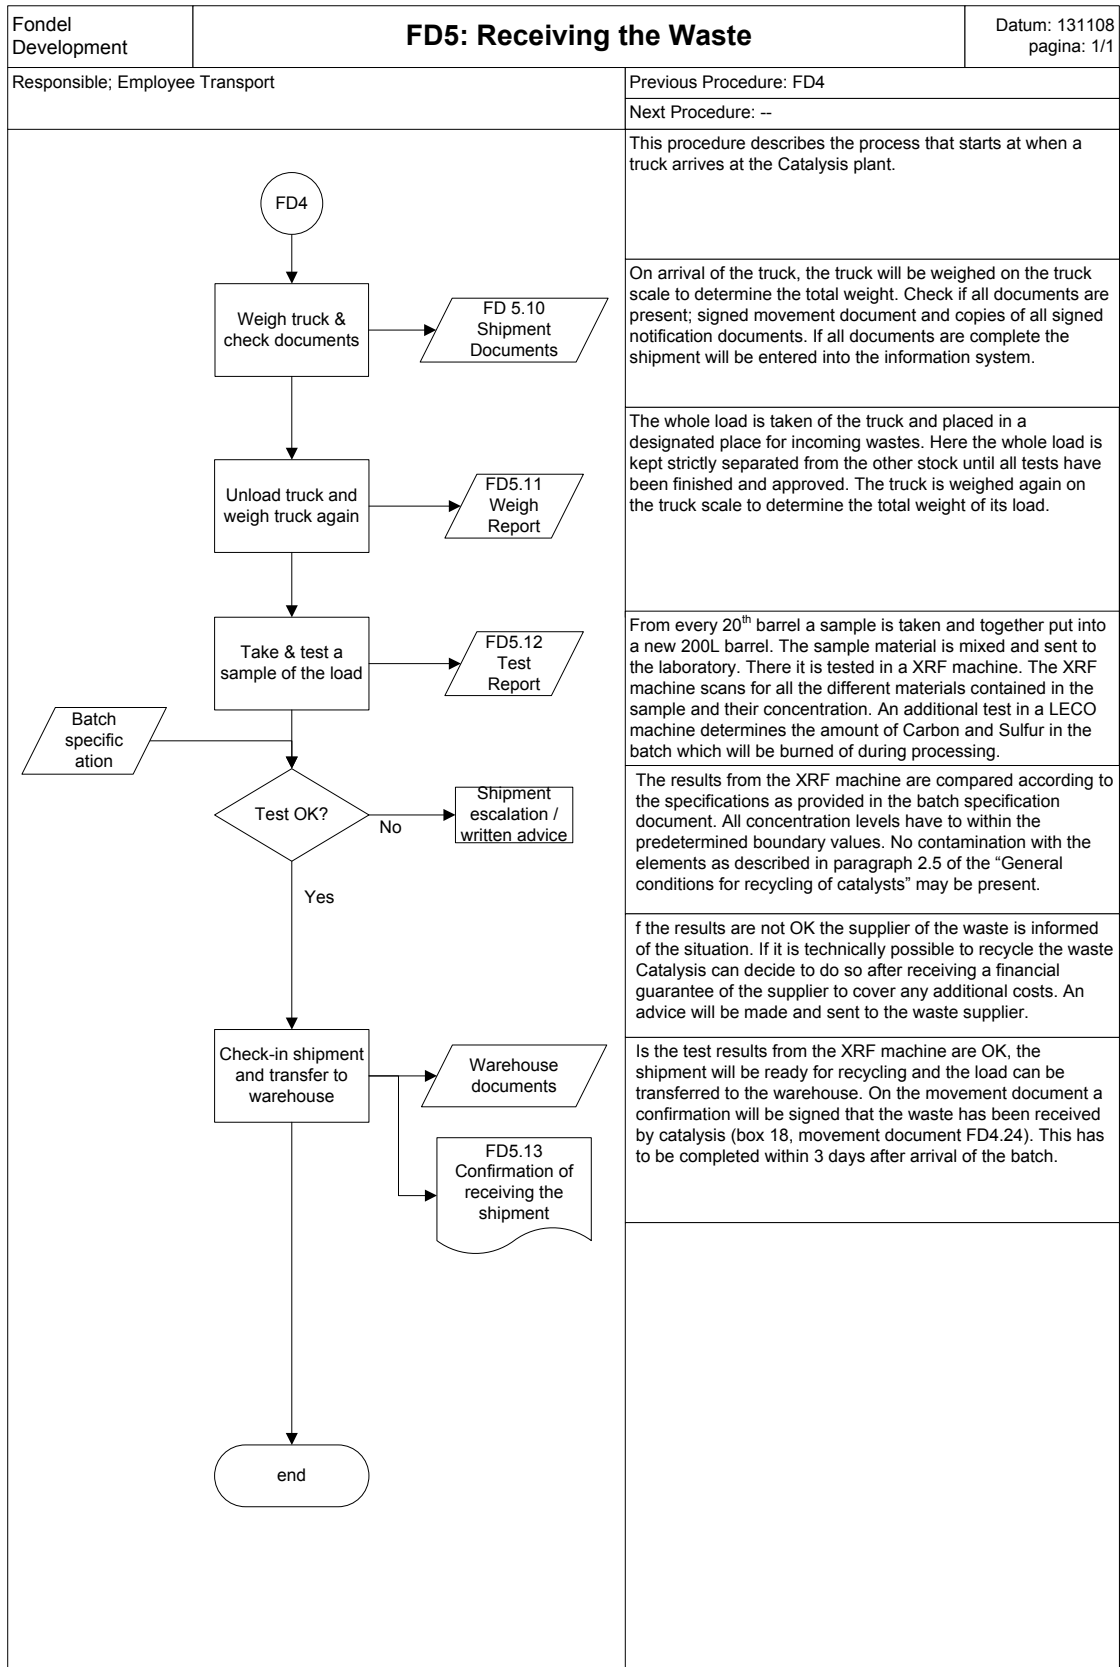 Fondel
Development
FD5: Receiving the Waste
Datum: 131108
pagina: 1/1
Responsible; Employee Transport
Previous Procedure: FD4
Next Procedure: --
This procedure describes the process that starts at when a
truck arrives at the Catalysis plant.
FD4
Weigh truck &
check documents
FD 5.10
Shipment
Documents
On arrival of the truck, the truck will be weighed on the truck
scale to determine the total weight. Check if all documents are
present; signed movement document and copies of all signed
notification documents. If all documents are complete the
shipment will be entered into the information system.
Unload truck and
weigh truck again
FD5.11
Weigh
Report
The whole load is taken of the truck and placed in a
designated place for incoming wastes. Here the whole load is
kept strictly separated from the other stock until all tests have
been finished and approved. The truck is weighed again on
the truck scale to determine the total weight of its load.
Take & test a
sample of the load
FD5.12
Test
Report
From every 20th barrel a sample is taken and together put into
a new 200L barrel. The sample material is mixed and sent to
the laboratory. There it is tested in a XRF machine. The XRF
machine scans for all the different materials contained in the
sample and their concentration. An additional test in a LECO
machine determines the amount of Carbon and Sulfur in the
batch which will be burned of during processing.
Batch
specific
ation
Test OK?
No
Shipment
escalation /
written advice
Yes
The results from the XRF machine are compared according to
the specifications as provided in the batch specification
document. All concentration levels have to within the
predetermined boundary values. No contamination with the
elements as described in paragraph 2.5 of the “General
conditions for recycling of catalysts” may be present.
f the results are not OK the supplier of the waste is informed
of the situation. If it is technically possible to recycle the waste
Catalysis can decide to do so after receiving a financial
guarantee of the supplier to cover any additional costs. An
advice will be made and sent to the waste supplier.
Check-in shipment
and transfer to
warehouse
Warehouse
documents
FD5.13
Confirmation of
receiving the
shipment
Is the test results from the XRF machine are OK, the
shipment will be ready for recycling and the load can be
transferred to the warehouse. On the movement document a
confirmation will be signed that the waste has been received
by catalysis (box 18, movement document FD4.24). This has
to be completed within 3 days after arrival of the batch.
end